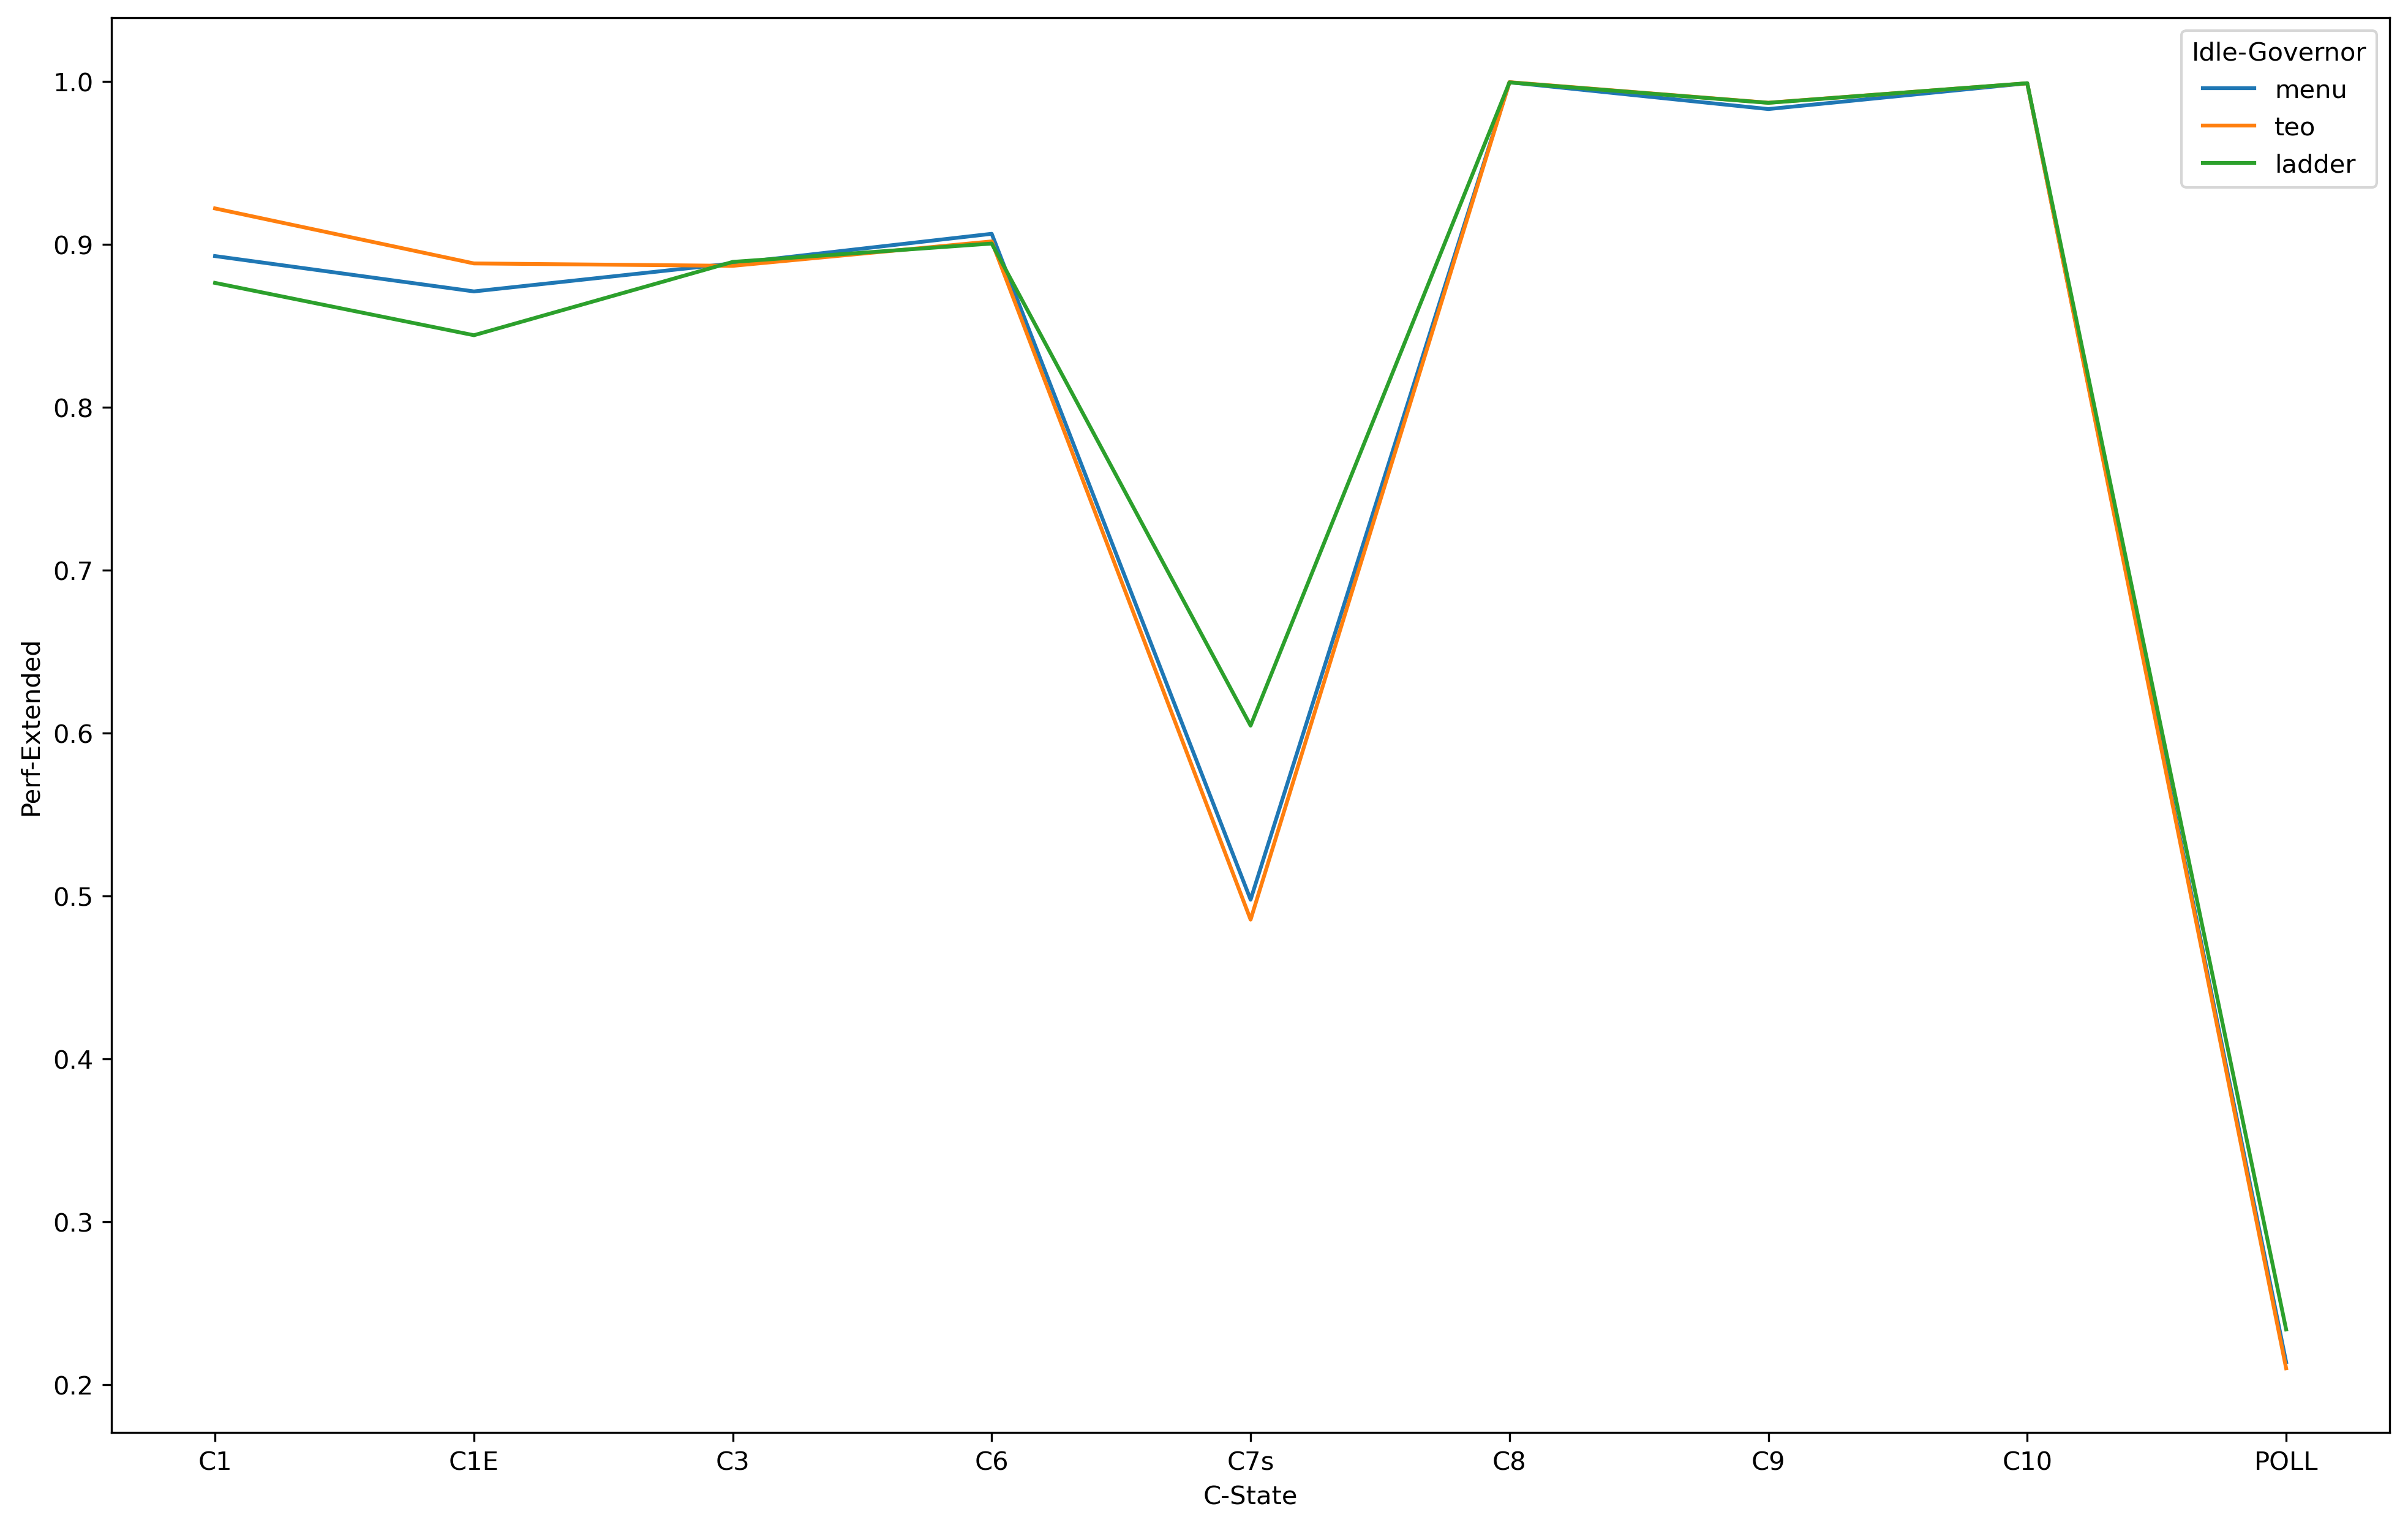 Idle-Governor
menu
teo
ladder
1.0
0.9
0.8
0.7
0.6
0.5
0.4
0.3
0.2
Perf-Extended
C1 C1E C3 C6 C7s C8 C9 C10 POLL
C-State